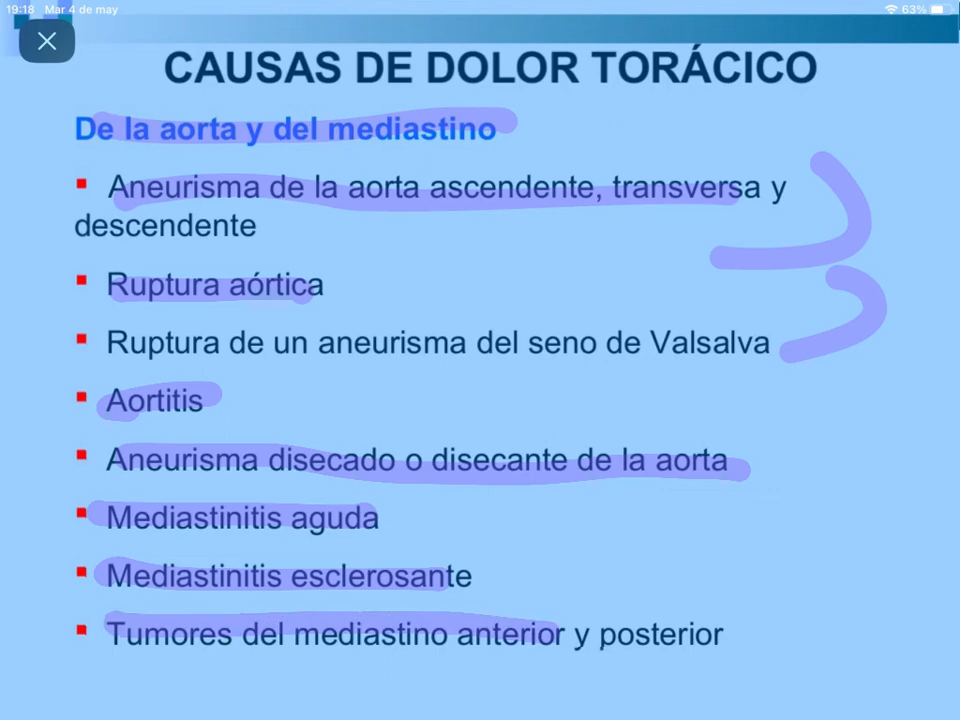 19:18 Mar 4 de may
63%
CAUSAS DE DOLOR TORÁCICO
De la aorta y del mediastino
Aneurisma de la aorta ascendente, transversa y
descendente
Ruptura aórtica
Ruptura de un aneurisma del seno de Valsalva
Aortitis
Aneurisma disecado o disecante de la aorta
Mediastinitis aguda
Mediastinitis esclerosante
Tumores del mediastino anterior y posterior